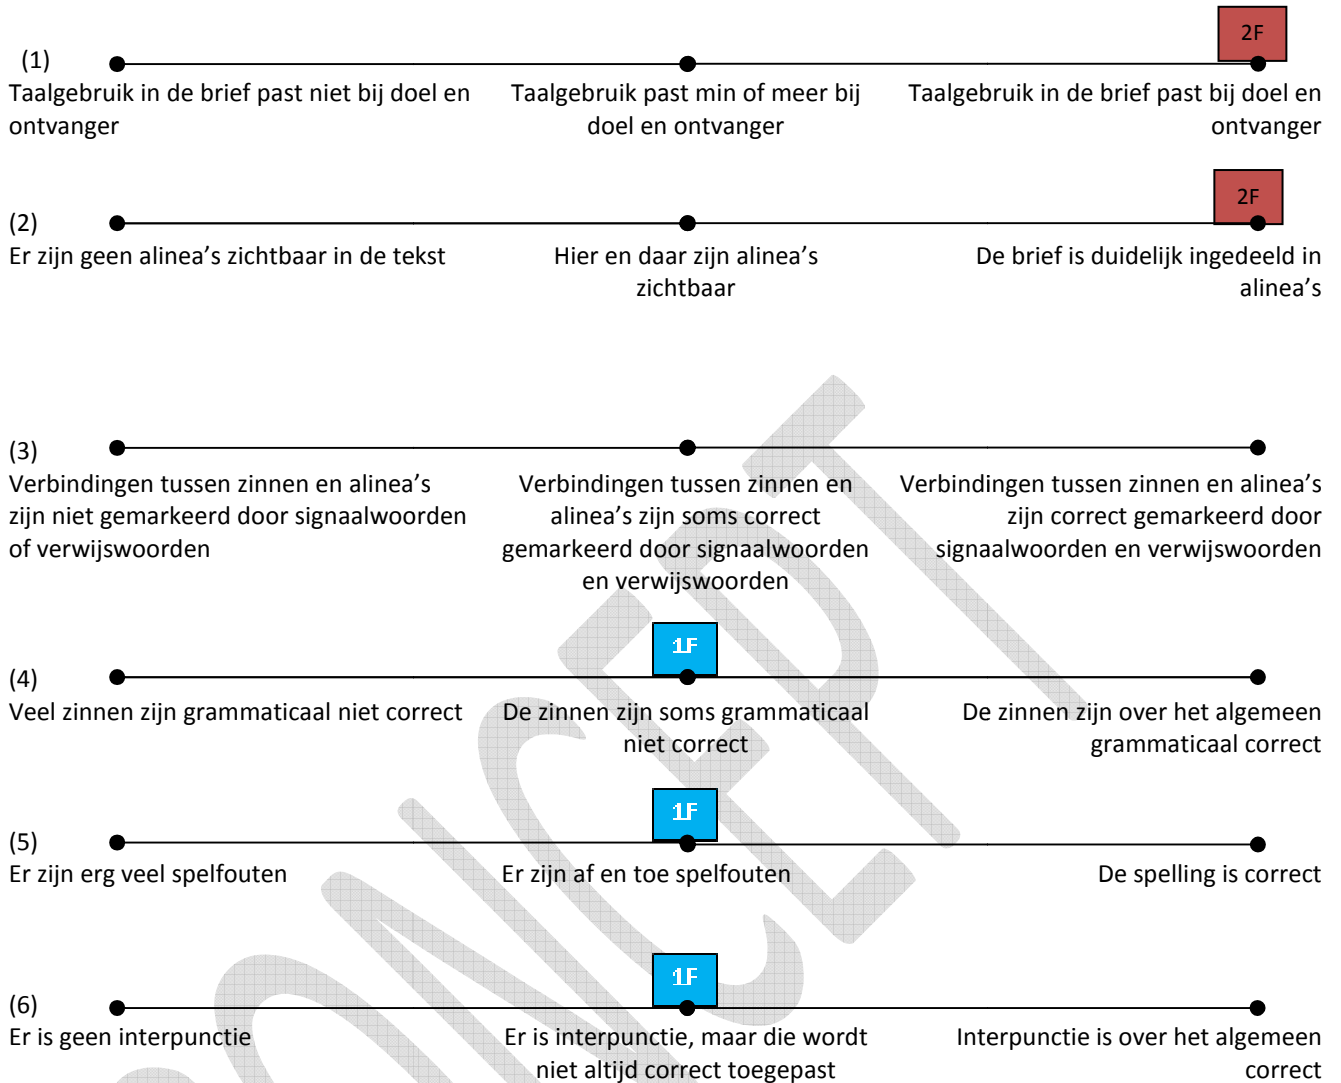 2F
(1)
Taalgebruik in de brief past niet bij doel en
ontvanger
Taalgebruik past min of meer bij
doel en ontvanger
Taalgebruik in de brief past bij doel en
ontvanger
2F
(2)
Er zijn geen alinea’s zichtbaar in de tekst
Hier en daar zijn alinea’s
zichtbaar
De brief is duidelijk ingedeeld in
alinea’s
(3)
Verbindingen tussen zinnen en alinea’s
zijn niet gemarkeerd door signaalwoorden
of verwijswoorden
Verbindingen tussen zinnen en
alinea’s zijn soms correct
gemarkeerd door signaalwoorden
en verwijswoorden
Verbindingen tussen zinnen en alinea’s
zijn correct gemarkeerd door
signaalwoorden en verwijswoorden
1F
(4)
Veel zinnen zijn grammaticaal niet correct
De zinnen zijn soms grammaticaal
niet correct
De zinnen zijn over het algemeen
grammaticaal correct
1F
(5)
Er zijn erg veel spelfouten
Er zijn af en toe spelfouten
De spelling is correct
1F
(6)
Er is geen interpunctie
Er is interpunctie, maar die wordt
niet altijd correct toegepast
Interpunctie is over het algemeen
correct
CONCEPT